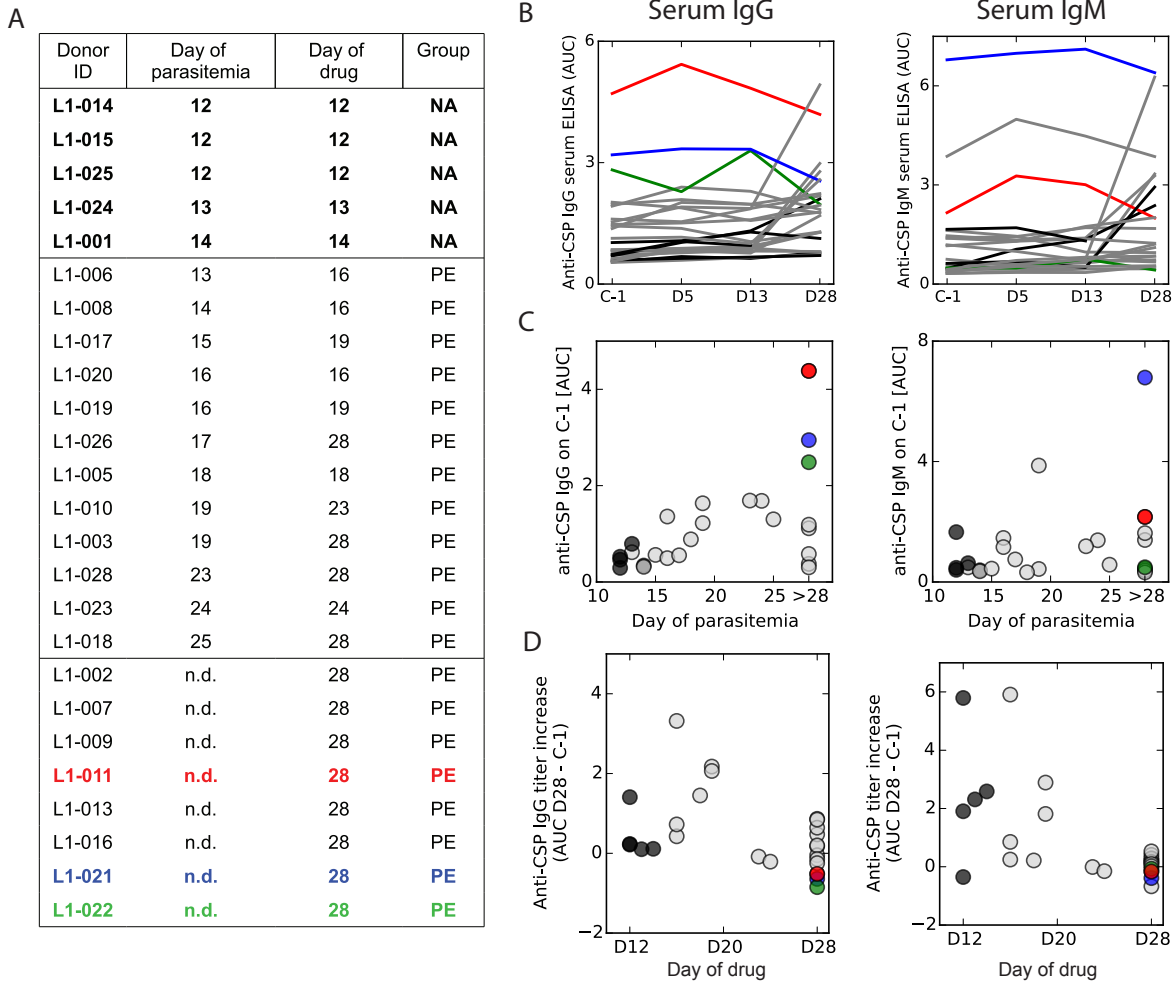 A
Donor ID | Day of parasitemia | Day of drug | Group
L1-014 12 12 NA
L1-015 12 12 NA
L1-025 12 12 NA
L1-024 13 13 NA
L1-001 14 14 NA
L1-006 13 16 PE
L1-008 14 28 PE
L1-017 15 19 PE
L1-020 16 16 PE
L1-019 16 19 PE
L1-026 17 28 PE
L1-005 18 18 PE
L1-010 19 23 PE
L1-003 19 28 PE
L1-028 23 28 PE
L1-023 24 24 PE
L1-018 25 28 PE
L1-002 n.d. 28 PE
L1-007 n.d. 28 PE
L1-009 n.d. 28 PE
L1-011 n.d. 28 PE
L1-013 n.d. 28 PE
L1-016 n.d. 28 PE
L1-021 n.d. 28 PE
L1-022 n.d. 28 PE
B
Serum IgG
Anti-CSP IgG serum ELISA (AUC)
6
3
0
C-1 D5 D13 D28
Serum IgM
Anti-CSP IgM serum ELISA (AUC)
6
3
0
C-1 D5 D13 D28
C
anti-CSP IgG on C-1 [AUC]
4
2
0
10 15 20 25 >28
Day of parasitemia
anti-CSP IgM on C-1 [AUC]
8
4
0
10 15 20 25 >28
Day of parasitemia
D
Anti-CSP IgG titer increase
(AUC D28 - C-1)
4
2
0
−2
D12 D20 D28
Day of drug
Anti-CSP titer increase
(AUC D28 - C-1)
6
4
2
0
−2
D12 D20 D28
Day of drug